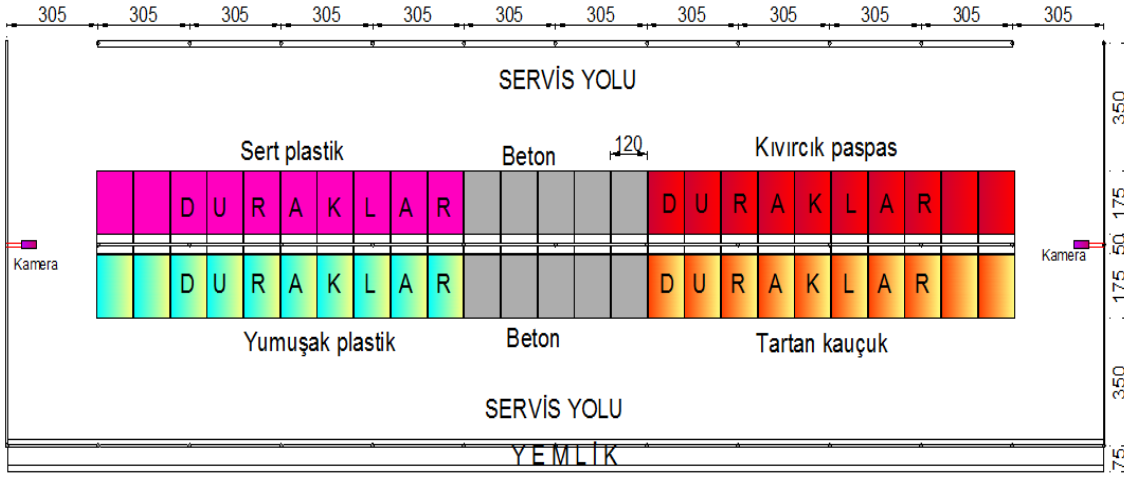 305 305 305 305 305 305 305 305 305 305 305 305
SERVİS YOLU
350
Sert plastik
Beton
120
Kıvırcık paspas
D U R A K L A R
D U R A K L A R
175
Kamera
50
Kamera
D U R A K L A R
D U R A K L A R
175
Yumuşak plastik
Beton
Tartan kauçuk
350
SERVİS YOLU
YEMLİK
75